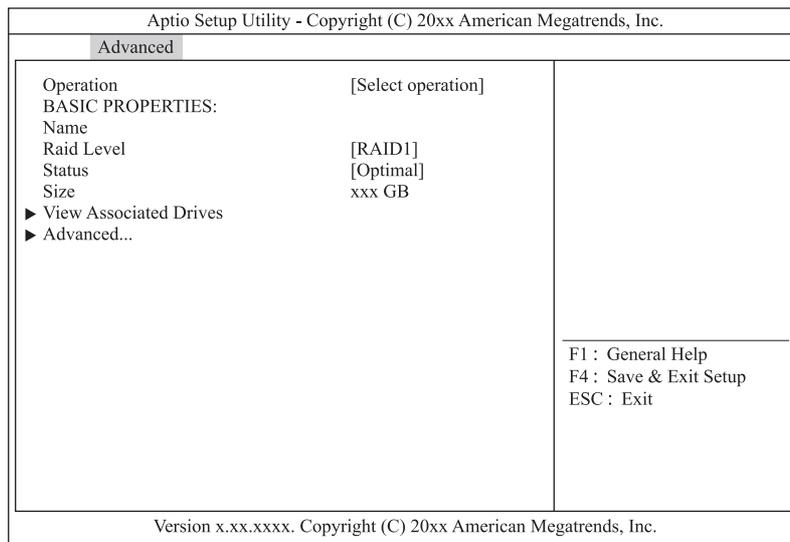 Aptio Setup Utility - Copyright (C) 20xx American Megatrends, Inc.
Advanced
Operation [Select operation]
BASIC PROPERTIES:
Name
Raid Level [RAID1]
Status [Optimal]
Size xxx GB
▶ View Associated Drives
▶ Advanced...
F1 : General Help
F4 : Save & Exit Setup
ESC : Exit
Version x.xx.xxxx. Copyright (C) 20xx American Megatrends, Inc.